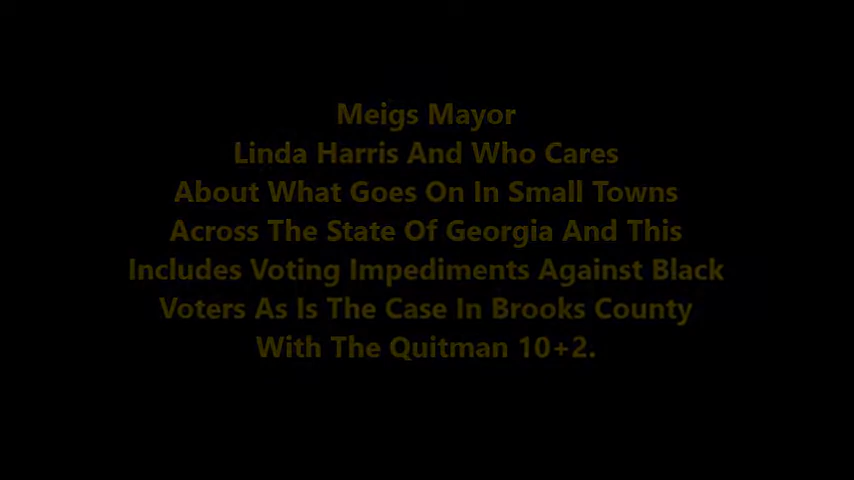 Meigs Mayor
Linda Harris And Who Cares
About What Goes On In Small Towns
Across The State Of Georgia And This
Includes Voting Impediments Against Black
Voters As Is The Case In Brooks County
With The Quitman 10+2.